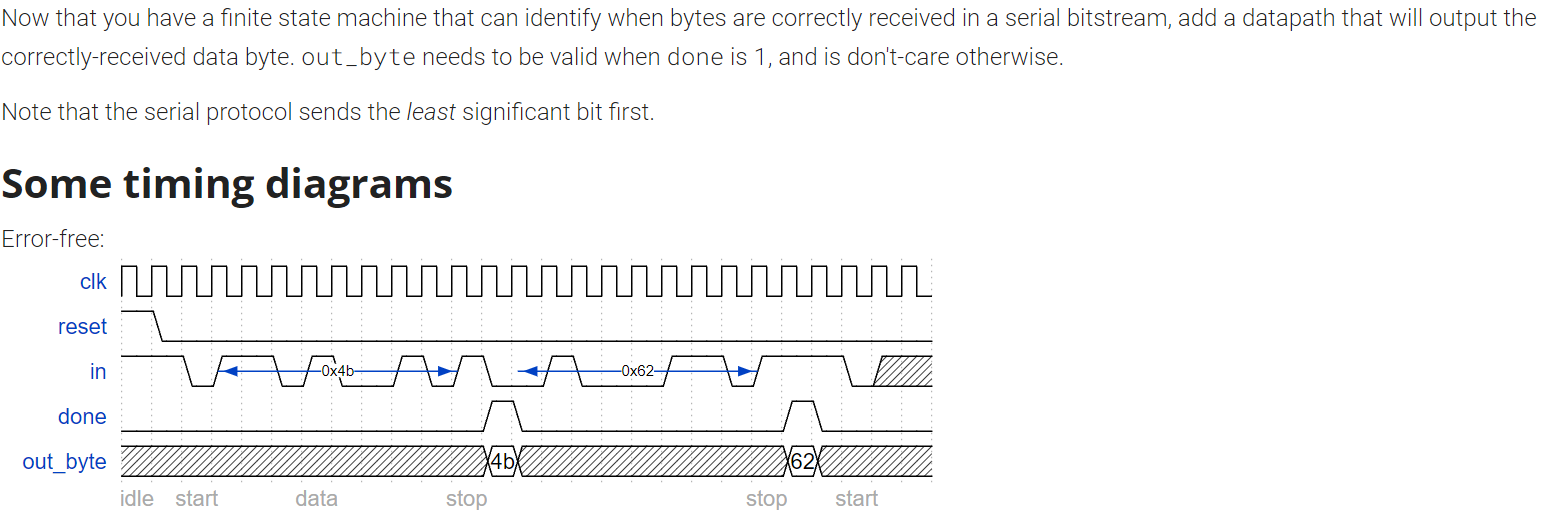 Now that you have a finite state machine that can identify when bytes are correctly received in a serial bitstream, add a datapath that will output the
correctly-received data byte. out_byte needs to be valid when done is 1, and is don't-care otherwise.
Note that the serial protocol sends the least significant bit first.
Some timing diagrams
Error-free:
clk
reset
in 0x4b 0x62
done
out_byte 4b 62
idle start data stop stop start